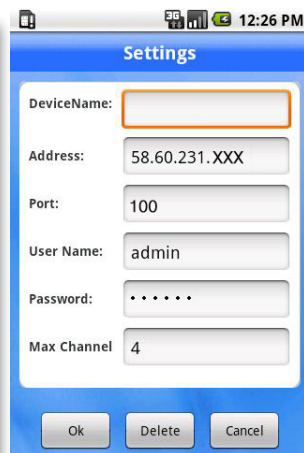 3G 12:26 PM
Settings
DeviceName:
Address: 58.60.231.XXX
Port: 100
User Name: admin
Password: ••••••
Max Channel 4
Ok Delete Cancel